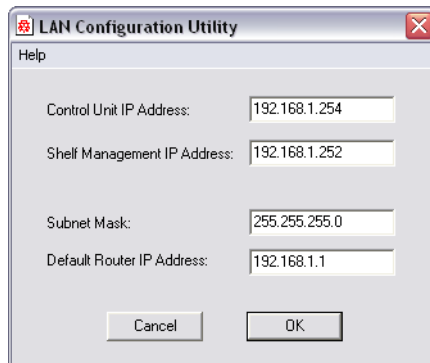 LAN Configuration Utility
Help
Control Unit IP Address: 192.168.1.254
Shelf Management IP Address: 192.168.1.252
Subnet Mask: 255.255.255.0
Default Router IP Address: 192.168.1.1
Cancel OK